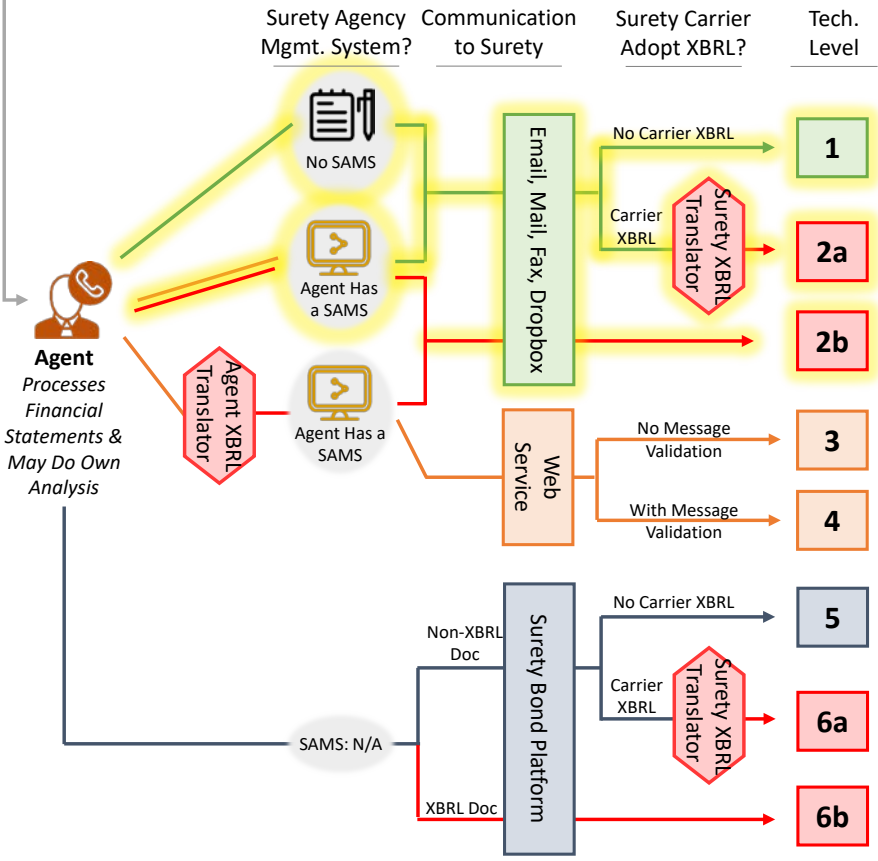 Surety Agency
Mgmt. System?
Communication
to Surety
Surety Carrier
Adopt XBRL?
Tech.
Level
No SAMS
Email, Mail, Fax, Dropbox
No Carrier XBRL
1
Carrier
XBRL
Surety XBRL
Translator
2a
Agent Has
a SAMS
2b
Agent
Processes
Financial
Statements &
May Do Own
Analysis
Agent XBRL
Translator
Agent Has a
SAMS
Web
Service
No Message
Validation
3
With Message
Validation
4
SAMS: N/A
Non-XBRL
Doc
XBRL Doc
Surety Bond Platform
No Carrier XBRL
5
Carrier
XBRL
Surety XBRL
Translator
6a
6b